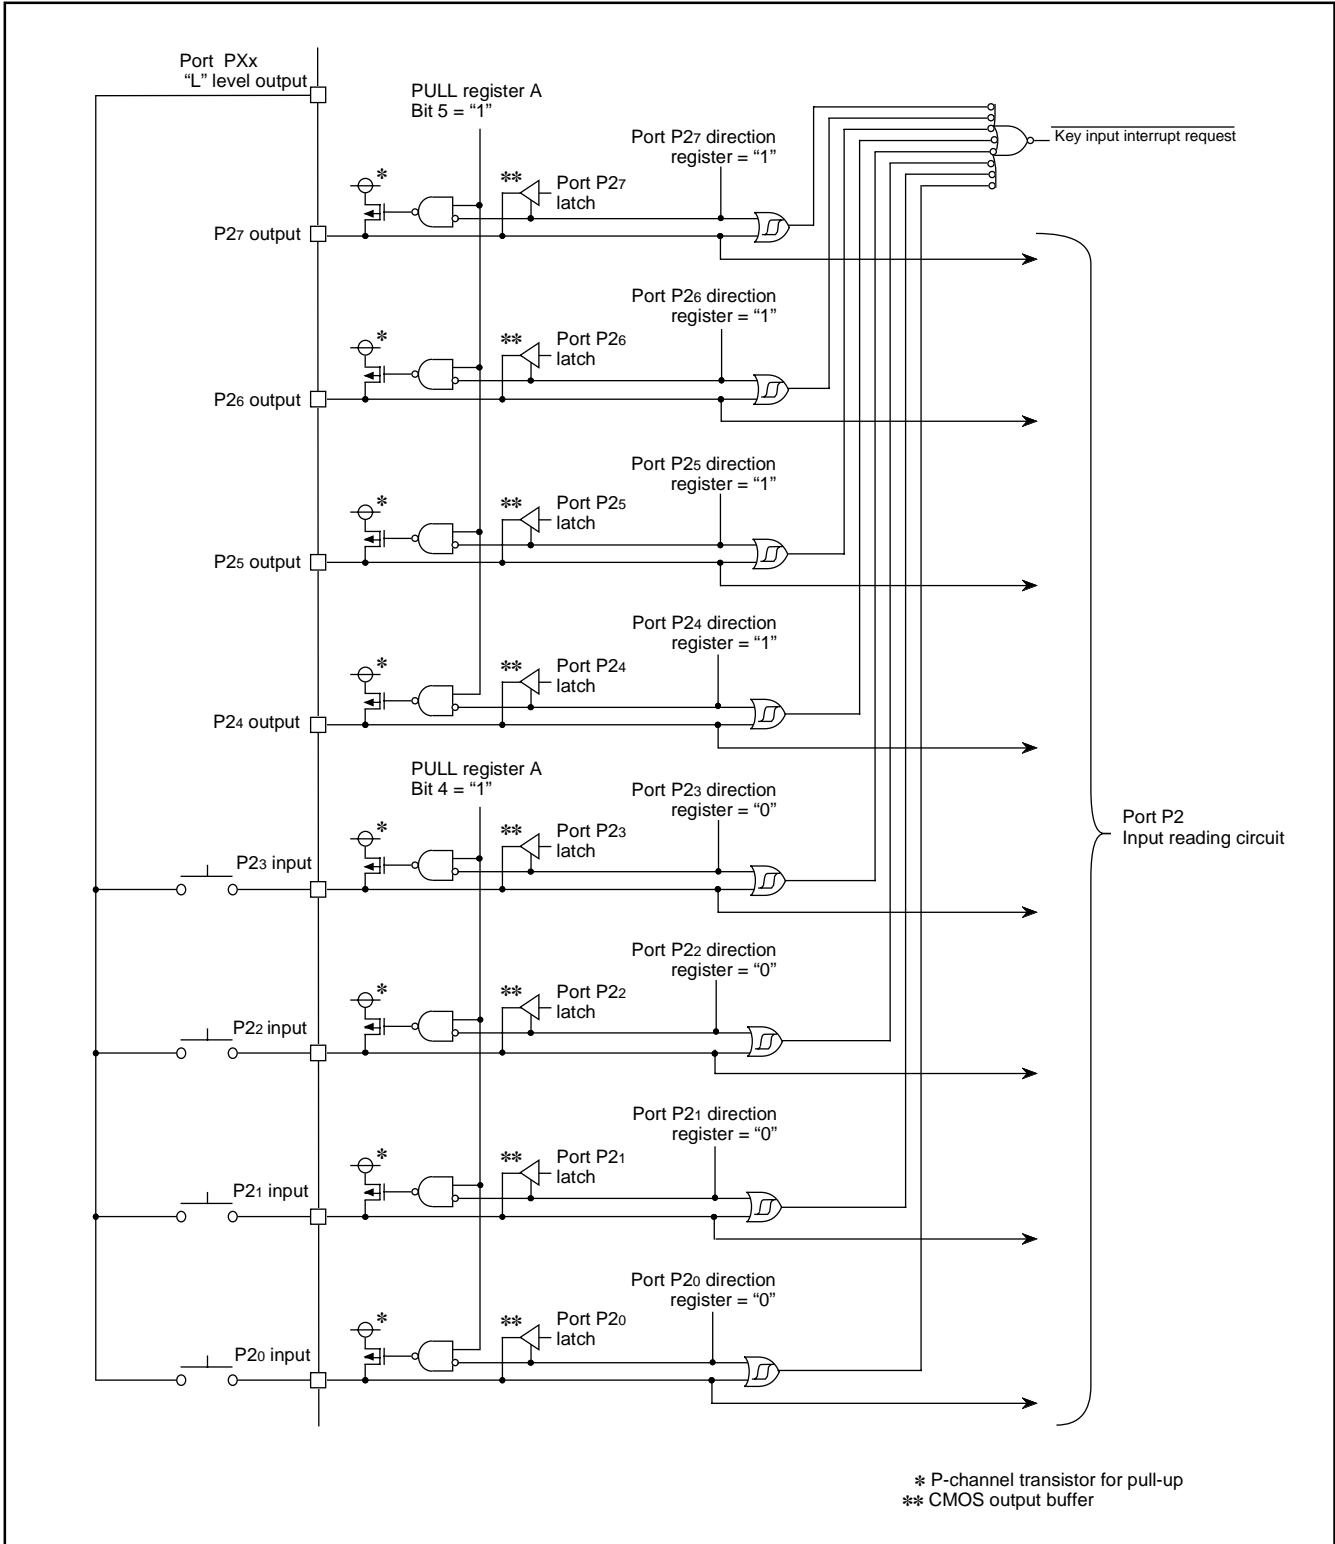 Port PXx
“L” level output
PULL register A
Bit 5 = “1”
Key input interrupt request
Port P27 direction
register = “1”
*
**
Port P27
latch
P27 output
Port P26 direction
register = “1”
*
**
Port P26
latch
P26 output
Port P25 direction
register = “1”
*
**
Port P25
latch
P25 output
Port P24 direction
register = “1”
*
**
Port P24
latch
P24 output
PULL register A
Bit 4 = “1”
Port P23 direction
register = “0”
*
**
Port P23
latch
P23 input
Port P2
Input reading circuit
Port P22 direction
register = “0”
*
**
Port P22
latch
P22 input
Port P21 direction
register = “0”
*
**
Port P21
latch
P21 input
Port P20 direction
register = “0”
*
**
Port P20
latch
P20 input
* P-channel transistor for pull-up
** CMOS output buffer